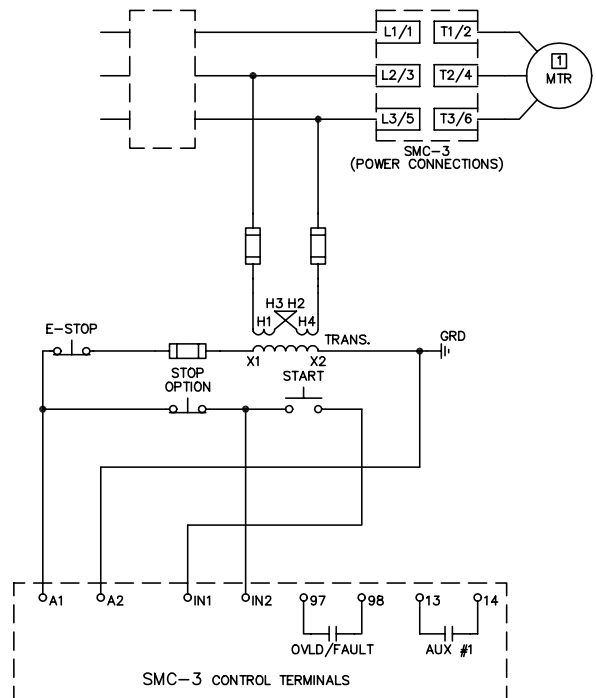 L1/1 T1/2
1
MTR
L2/3 T2/4
L3/5 T3/6
SMC-3
(POWER CONNECTIONS)
H3 H2
H1 H4
E-STOP
TRANS.
GRD
X1 X2
STOP
OPTION
START
A1 A2 IN1 IN2 97 98 13 14
OVLD/FAULT AUX #1
SMC-3 CONTROL TERMINALS